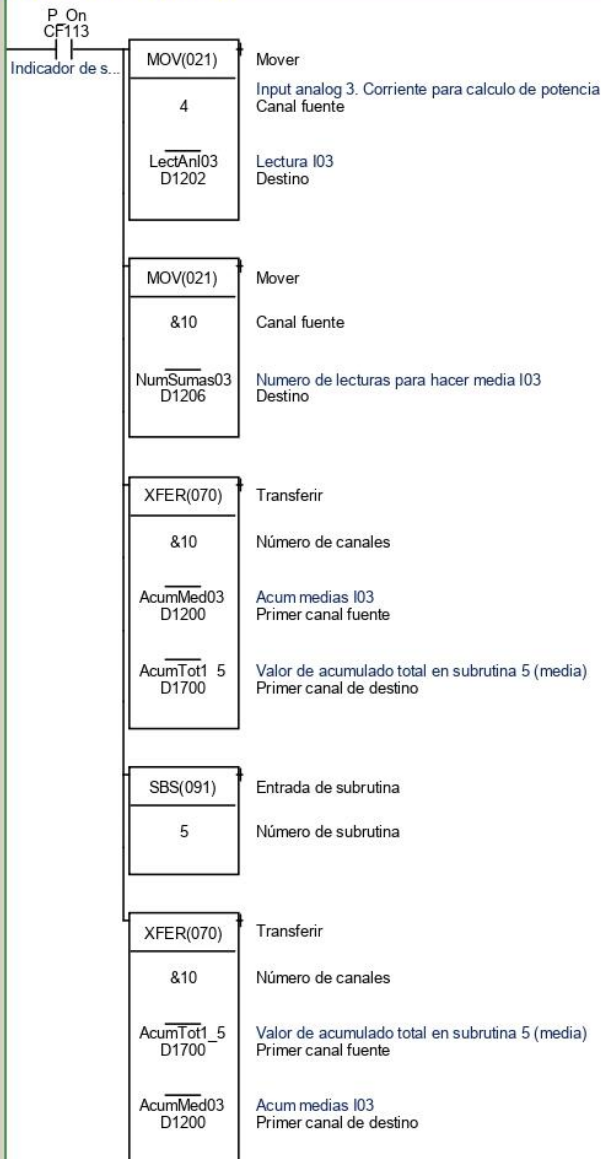 P_On
CF113
Indicador de s...
MOV(021)
Mover
4
Input analog 3. Corriente para calculo de potencia
Canal fuente
LectAnI03
D1202
Lectura I03
Destino
MOV(021)
Mover
&10
Canal fuente
NumSumas03
D1206
Numero de lecturas para hacer media I03
Destino
XFER(070)
Transferir
&10
Número de canales
AcumMed03
D1200
Acum medias I03
Primer canal fuente
AcumTot1_5
D1700
Valor de acumulado total en subrutina 5 (media)
Primer canal de destino
SBS(091)
Entrada de subrutina
5
Número de subrutina
XFER(070)
Transferir
&10
Número de canales
AcumTot1_5
D1700
Valor de acumulado total en subrutina 5 (media)
Primer canal fuente
AcumMed03
D1200
Acum medias I03
Primer canal de destino